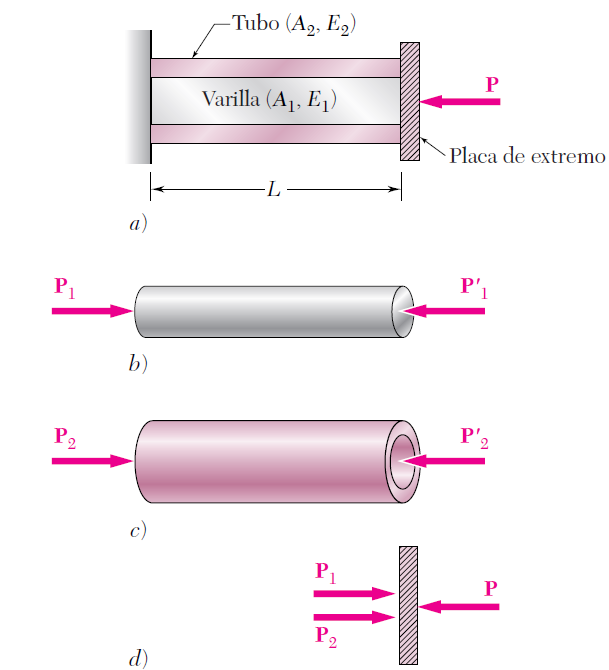 Tubo (A₂, E₂)
Varilla (A₁, E₁)
P
Placa de extremo
L
a)
P₁
P′₁
b)
P₂
P′₂
c)
P₁
P
P₂
d)